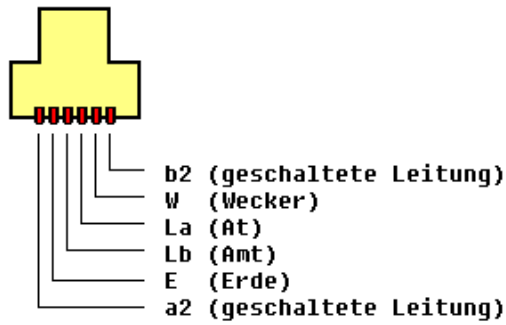 b2 (geschaltete Leitung)
W (Wecker)
La (At)
Lb (Amt)
E (Erde)
a2 (geschaltete Leitung)